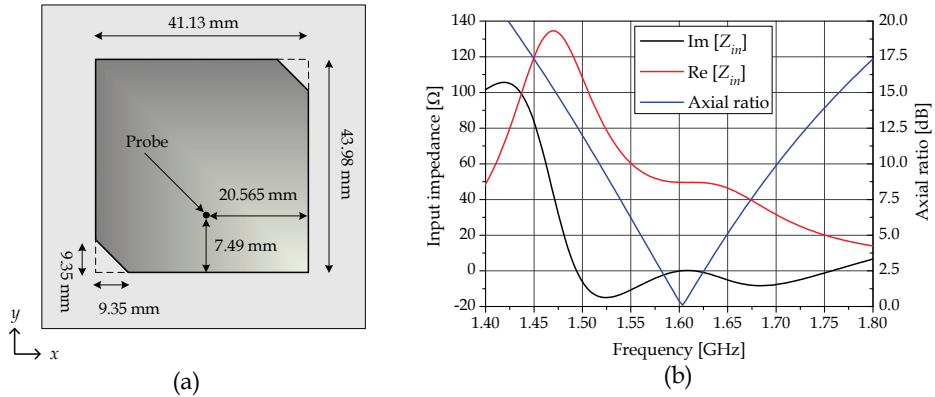 41.13 mm
Probe
20.565 mm
7.49 mm
43.98 mm
9.35 mm
9.35 mm
y
x
(a)
Input impedance [Ω]
140
120
100
80
60
40
20
0
-20
Im [Zin]
Re [Zin]
Axial ratio
20.0
17.5
15.0
12.5
10.0
7.5
5.0
2.5
0.0
Axial ratio [dB]
1.40 1.45 1.50 1.55 1.60 1.65 1.70 1.75 1.80
Frequency [GHz]
(b)